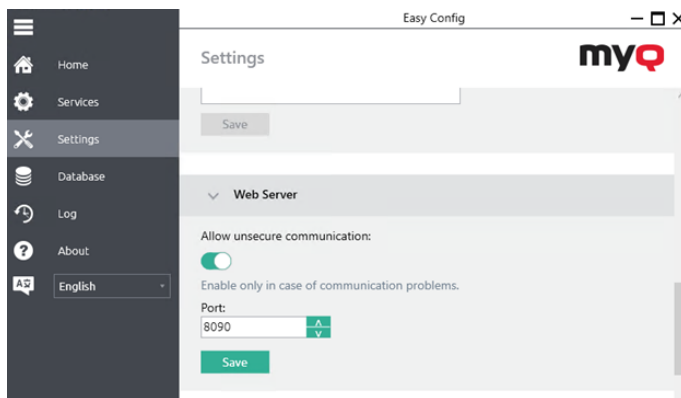 Easy Config
Home
Services
Settings
Database
Log
About
English
Settings
myQ
Save
Web Server
Allow unsecure communication:
Enable only in case of communication problems.
Port:
8090
Save